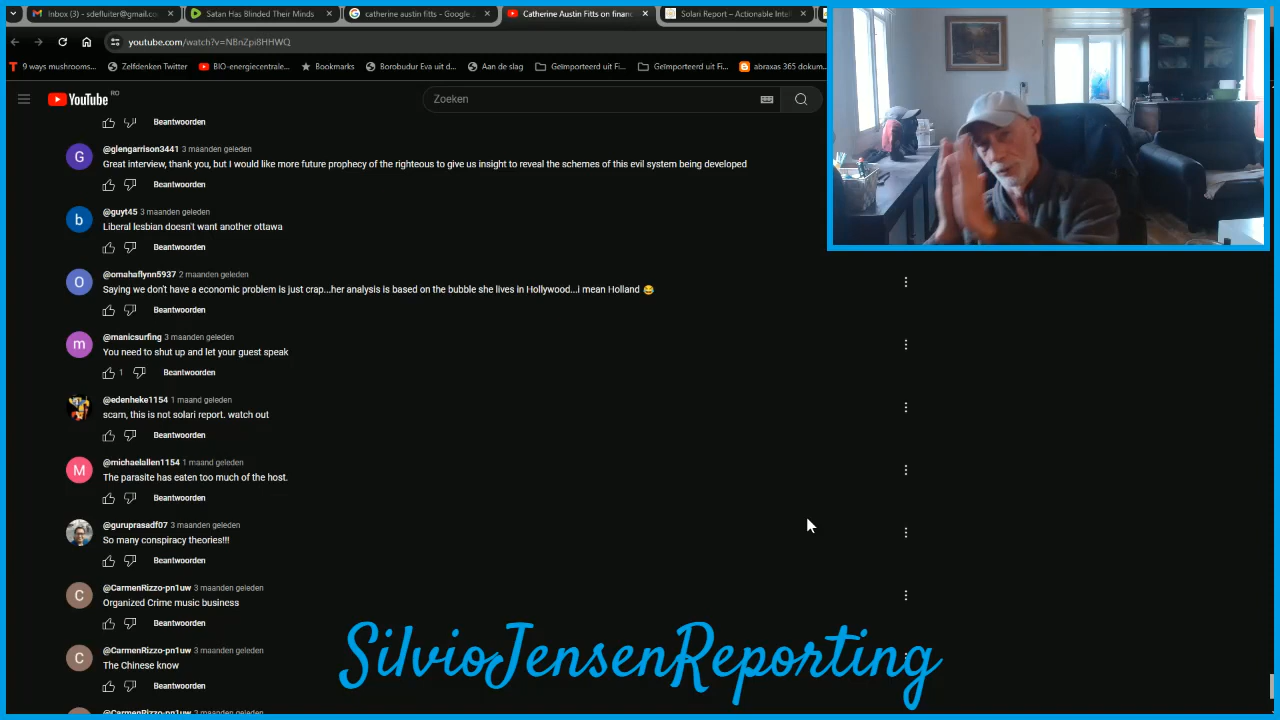 Inbox (3) - sdefluiter@gmail.co
Satan Has Blinded Their Minds
catherine austin fitts - Google
Catherine Austin Fitts on finan
Solari Report – Actionable Intel
youtube.com/watch?v=NBnZpi8HHWQ
9 ways mushrooms...
Zelfdenken Twitter
BIO-energiecentrale...
Bookmarks
Borobudur Eva uit d...
Aan de slag
Geïmporteerd uit Fi...
Geïmporteerd uit Fi...
abraxas 365 dokum...
YouTube RO
Zoeken
Beantwoorden
@glengarrison3441 3 maanden geleden
Great interview, thank you, but I would like more future prophecy of the righteous to give us insight to reveal the schemes of this evil system being developed
Beantwoorden
@guyt45 3 maanden geleden
Liberal lesbian doesn't want another ottawa
Beantwoorden
@omahaflynn5937 2 maanden geleden
Saying we don't have a economic problem is just crap...her analysis is based on the bubble she lives in Hollywood...i mean Holland 😂
Beantwoorden
@manicsurfing 3 maanden geleden
You need to shut up and let your guest speak
1 Beantwoorden
@edenheke1154 1 maand geleden
scam, this is not solari report. watch out
Beantwoorden
@michaelallen1154 1 maand geleden
The parasite has eaten too much of the host.
Beantwoorden
@guruprasadf07 3 maanden geleden
So many conspiracy theories!!!
Beantwoorden
@CarmenRizzo-pn1uw 3 maanden geleden
Organized Crime music business
Beantwoorden
@CarmenRizzo-pn1uw 3 maanden geleden
The Chinese know
Beantwoorden
@CarmenRizzo-pn1uw 3 maanden geleden
SilvioJensenReporting